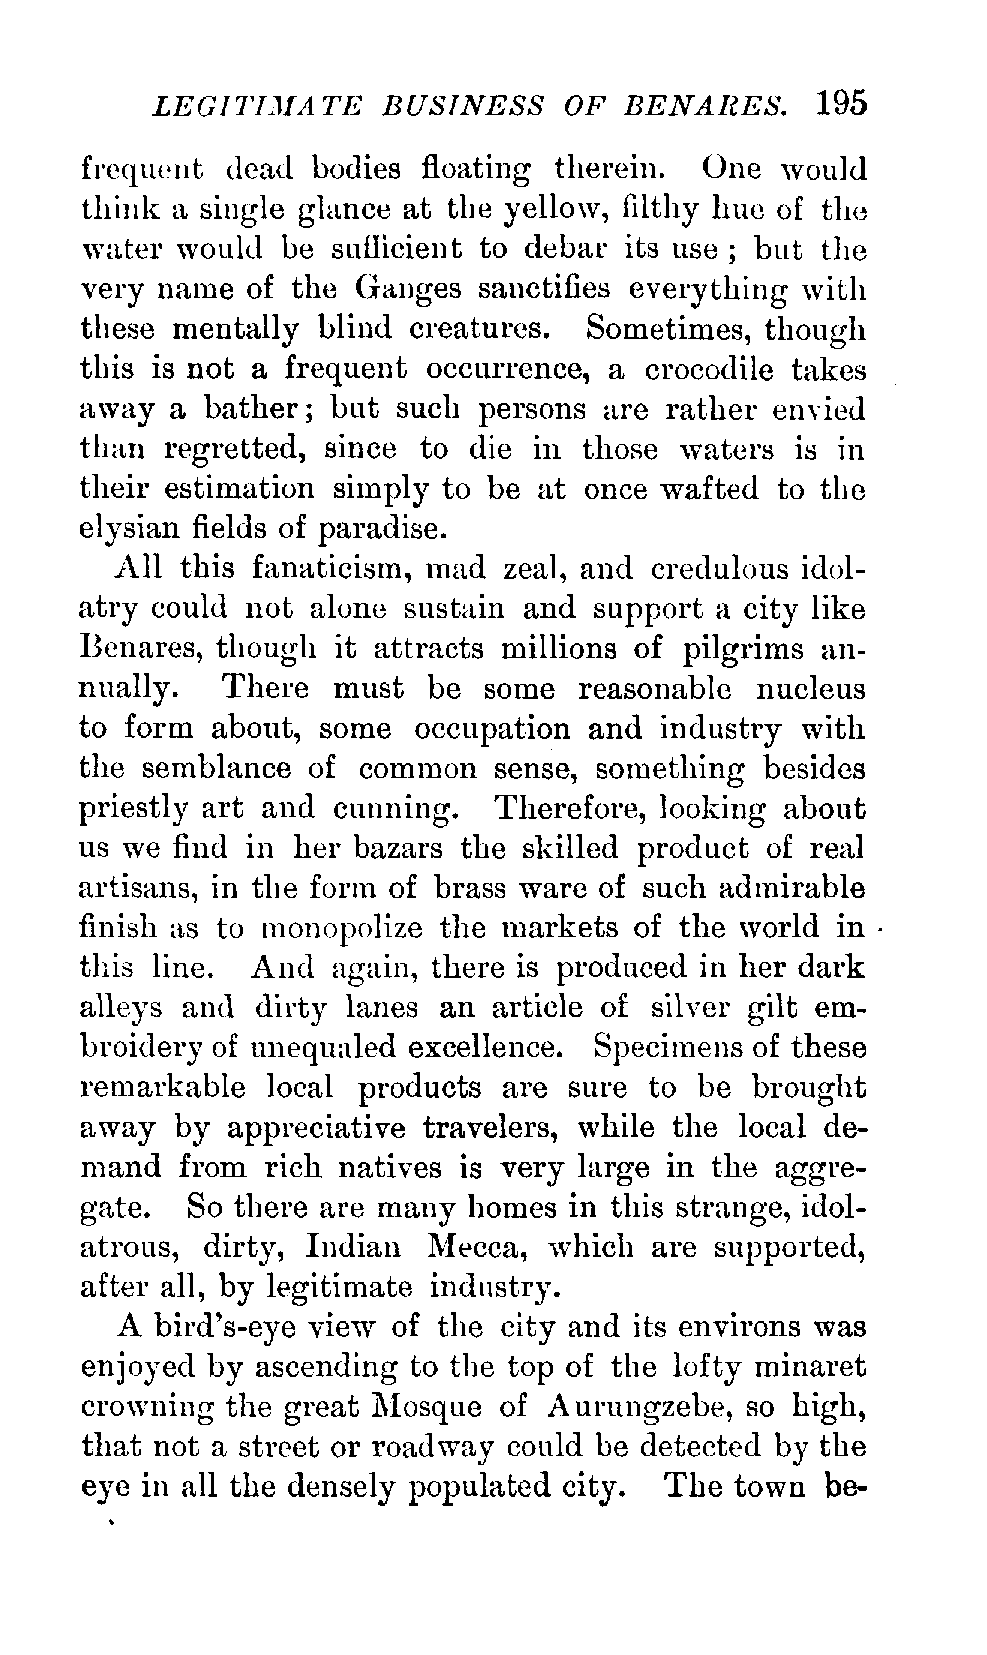 LEGITIMATE BUSINESS OF BENARES. 195
frequent dead bodies floating therein. One would
think a single glance at the yellow, filthy hue of the
water would be sufficient to debar its use ; but the
very name of the Ganges sanctifies everything with
these mentally blind creatures. Sometimes, though
this is not a frequent occurrence, a crocodile takes
away a bather; but such persons are rather envied
than regretted, since to die in those waters is in
their estimation simply to be at once wafted to the
elysian fields of paradise.
All this fanaticism, mad zeal, and credulous idol-
atry could not alone sustain and support a city like
Benares, though it attracts millions of pilgrims an-
nually. There must be some reasonable nucleus
to form about, some occupation and industry with
the semblance of common sense, something besides
priestly art and cunning. Therefore, looking about
us we find in her bazars the skilled product of real
artisans, in the form of brass ware of such admirable
finish as to monopolize the markets of the world in
this line. And again, there is produced in her dark
alleys and dirty lanes an article of silver gilt em-
broidery of unequaled excellence. Specimens of these
remarkable local products are sure to be brought
away by appreciative travelers, while the local de-
mand from rich natives is very large in the aggre-
gate. So there are many homes in this strange, idol-
atrous, dirty, Indian Mecca, which are supported,
after all, by legitimate industry.
A bird's-eye view of the city and its environs was
enjoyed by ascending to the top of the lofty minaret
crowning the great Mosque of Aurungzebe, so high,
that not a street or roadway could be detected by the
eye in all the densely populated city. The town be-